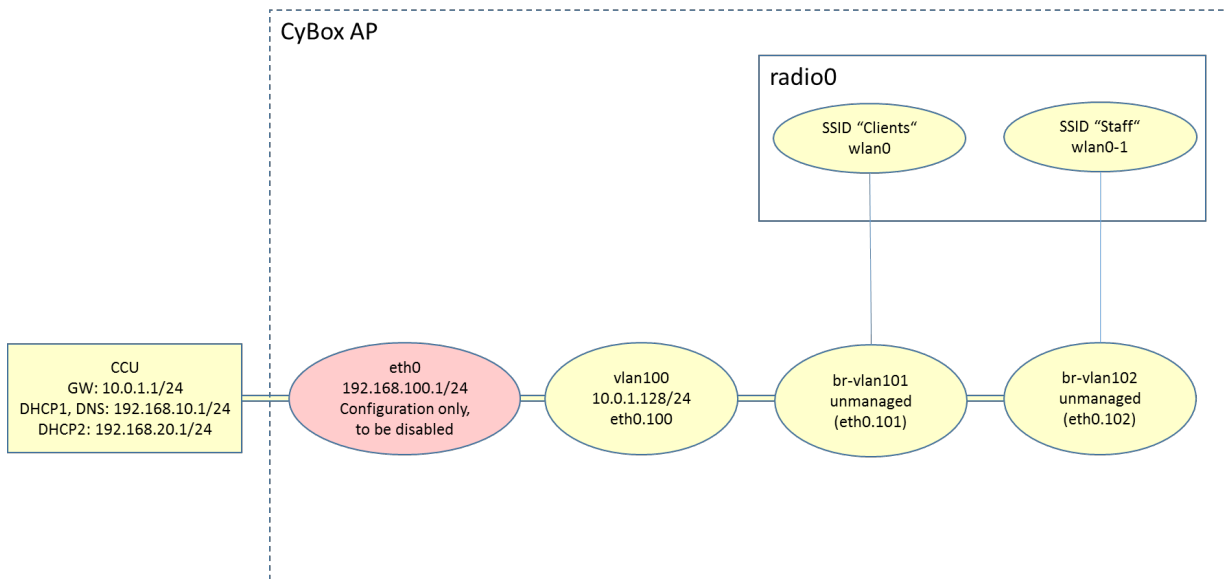 CyBox AP
radio0
SSID “Clients“
wlan0
SSID “Staff“
wlan0-1
CCU
GW: 10.0.1.1/24
DHCP1, DNS: 192.168.10.1/24
DHCP2: 192.168.20.1/24
eth0
192.168.100.1/24
Configuration only,
to be disabled
vlan100
10.0.1.128/24
eth0.100
br-vlan101
unmanaged
(eth0.101)
br-vlan102
unmanaged
(eth0.102)